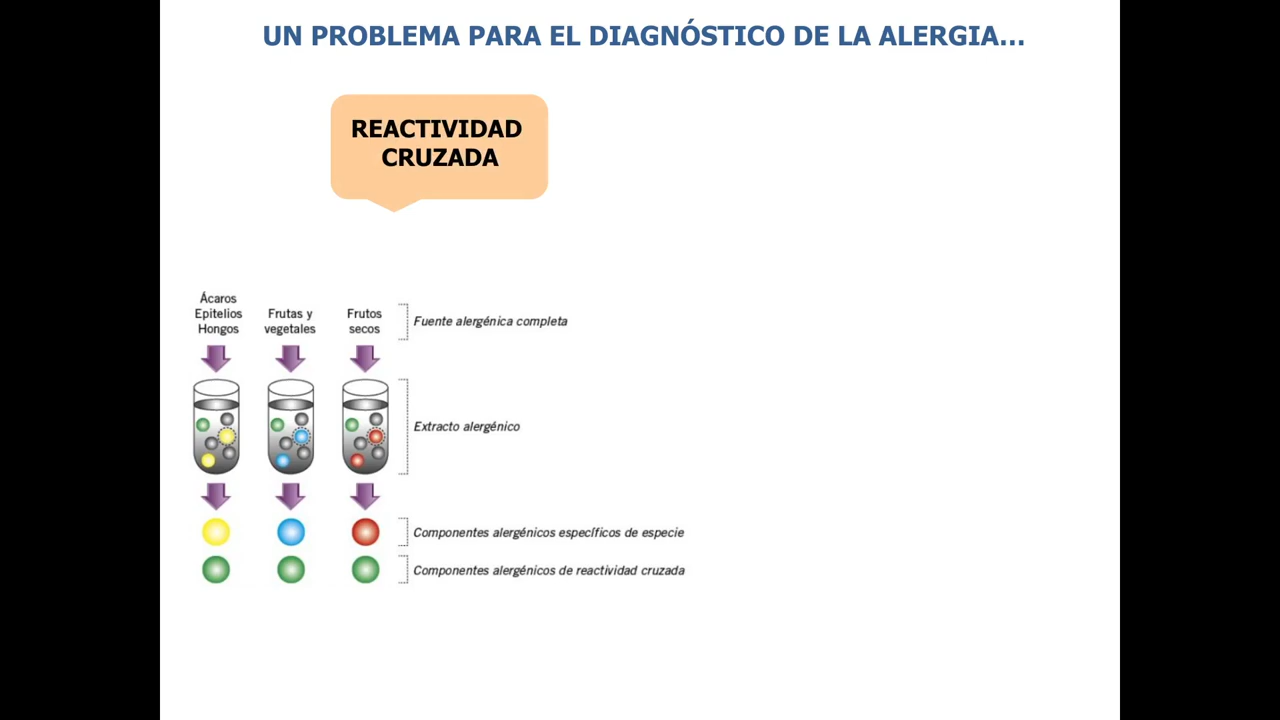 UN PROBLEMA PARA EL DIAGNÓSTICO DE LA ALERGIA...
REACTIVIDAD
CRUZADA
Ácaros
Epitelios
Hongos
Frutas y
vegetales
Frutos
secos
Fuente alergénica completa
Extracto alergénico
Componentes alergénicos específicos de especie
Componentes alergénicos de reactividad cruzada